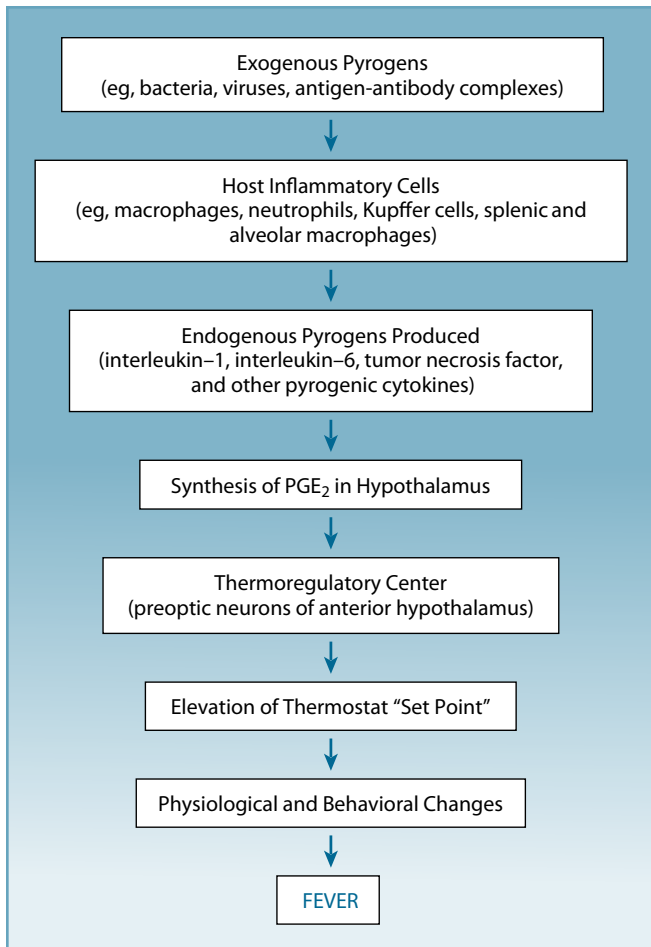 Exogenous Pyrogens
(eg, bacteria, viruses, antigen-antibody complexes)
Host Inflammatory Cells
(eg, macrophages, neutrophils, Kupffer cells, splenic and
alveolar macrophages)
Endogenous Pyrogens Produced
(interleukin–1, interleukin–6, tumor necrosis factor,
and other pyrogenic cytokines)
Synthesis of PGE₂ in Hypothalamus
Thermoregulatory Center
(preoptic neurons of anterior hypothalamus)
Elevation of Thermostat “Set Point”
Physiological and Behavioral Changes
FEVER